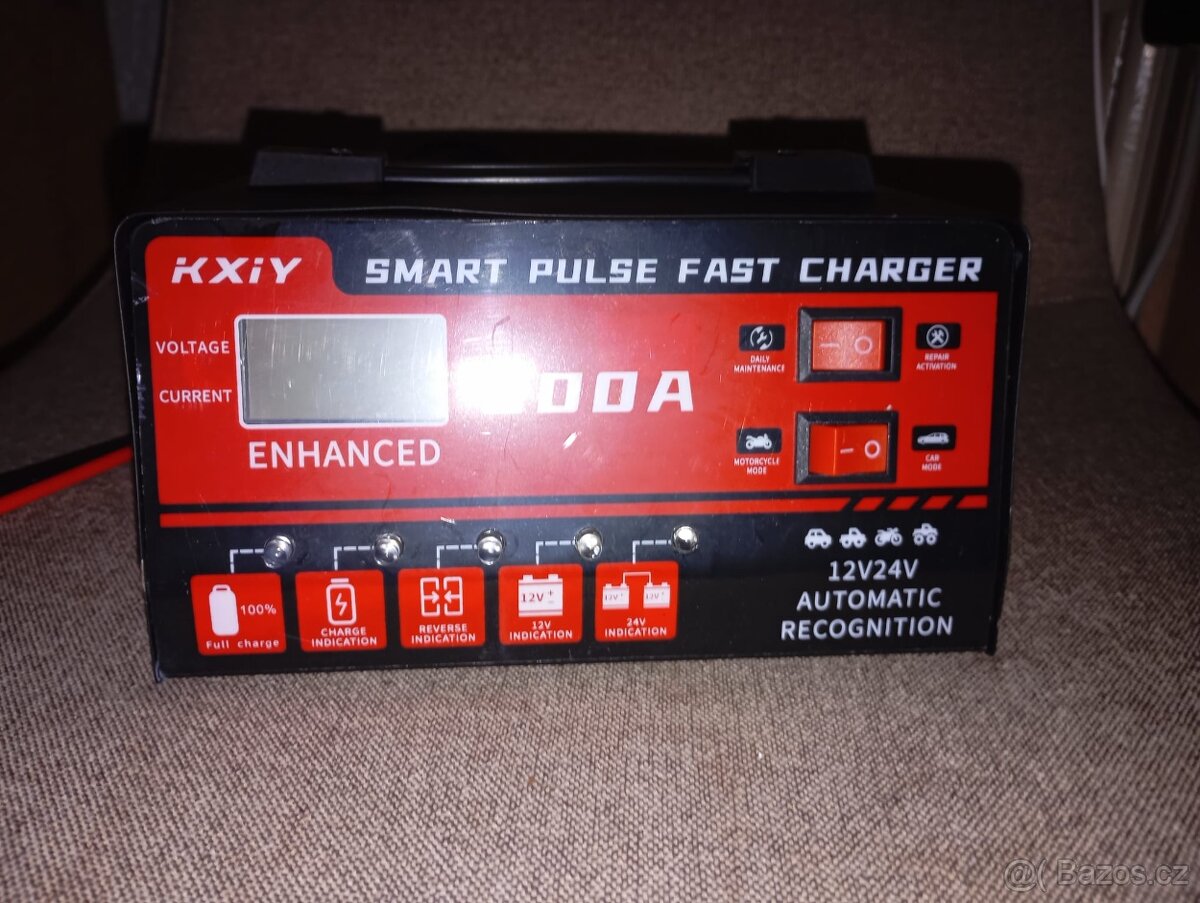 KXiY SMART PULSE FAST CHARGER
VOLTAGE
CURRENT
ENHANCED
00A
DAILY
MAINTENANCE
REPAIR
ACTIVATION
MOTORCYCLE
MODE
CAR
MODE
100%
Full charge
CHARGE
INDICATION
REVERSE
INDICATION
12V
12V
INDICATION
12V 12V
24V
INDICATION
12V24V
AUTOMATIC
RECOGNITION
@( Bazos.cz